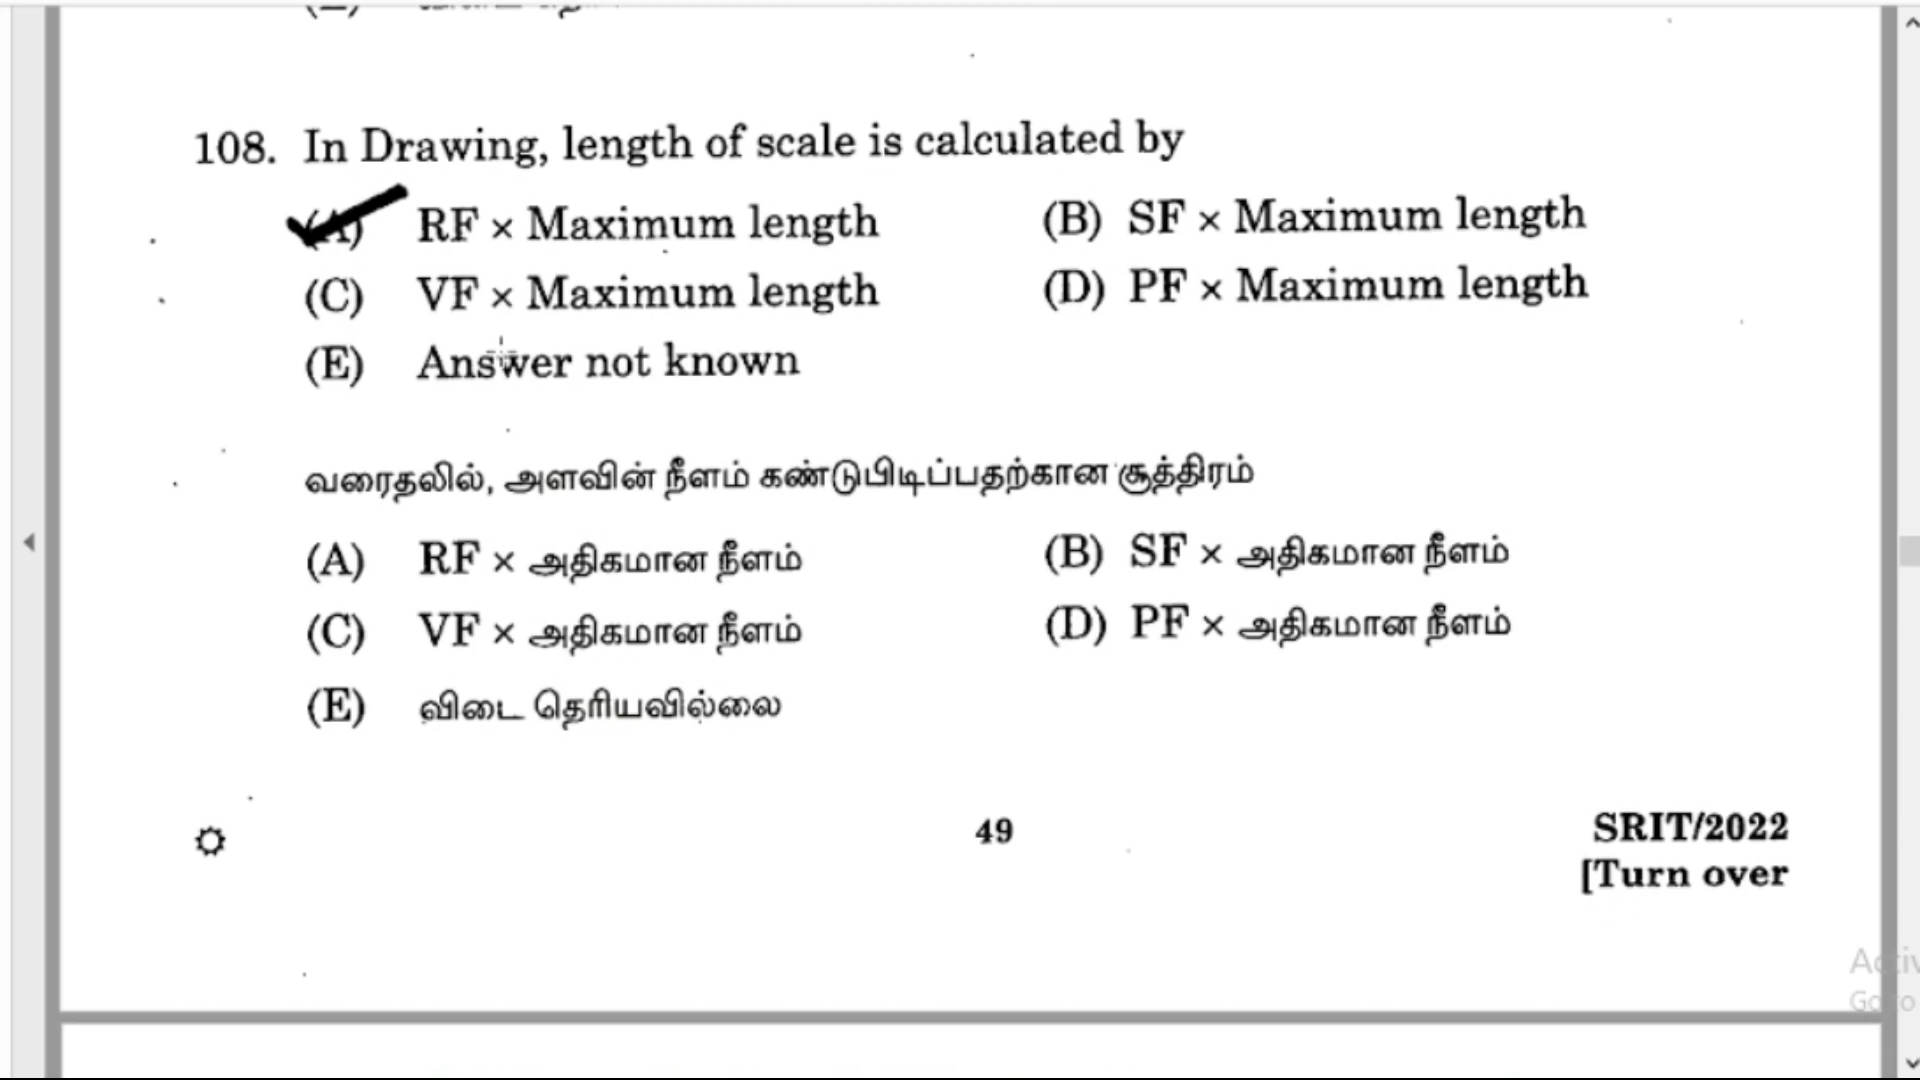 108. In Drawing, length of scale is calculated by
(A) RF × Maximum length (B) SF × Maximum length
(C) VF × Maximum length (D) PF × Maximum length
(E) Answer not known
வரைதலில், அளவின் நீளம் கண்டுபிடிப்பதற்கான சூத்திரம்
(A) RF × அதிகமான நீளம் (B) SF × அதிகமான நீளம்
(C) VF × அதிகமான நீளம் (D) PF × அதிகமான நீளம்
(E) விடை தெரியவில்லை
49 SRIT/2022
[Turn over